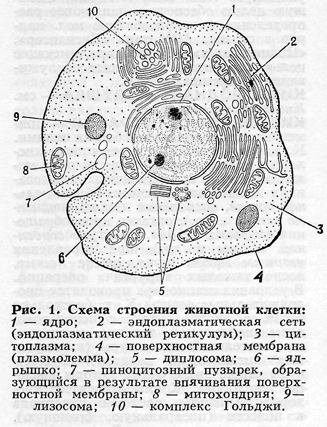 10
1
2
9
8
7
6
5
3
4
Рис. 1. Схема строения животной клетки:
1 — ядро; 2 — эндоплазматическая сеть
(эндоплазматический ретикулум); 3 — ци-
топлазма; 4 — поверхностная мембрана
(плазмолемма); 5 — диплосома; 6 — яд-
рышко; 7 — пиноцитозный пузырек, обра-
зующийся в результате впячивания поверх-
ностной мембраны; 8 — митохондрия; 9—
лизосома; 10 — комплекс Гольджи.